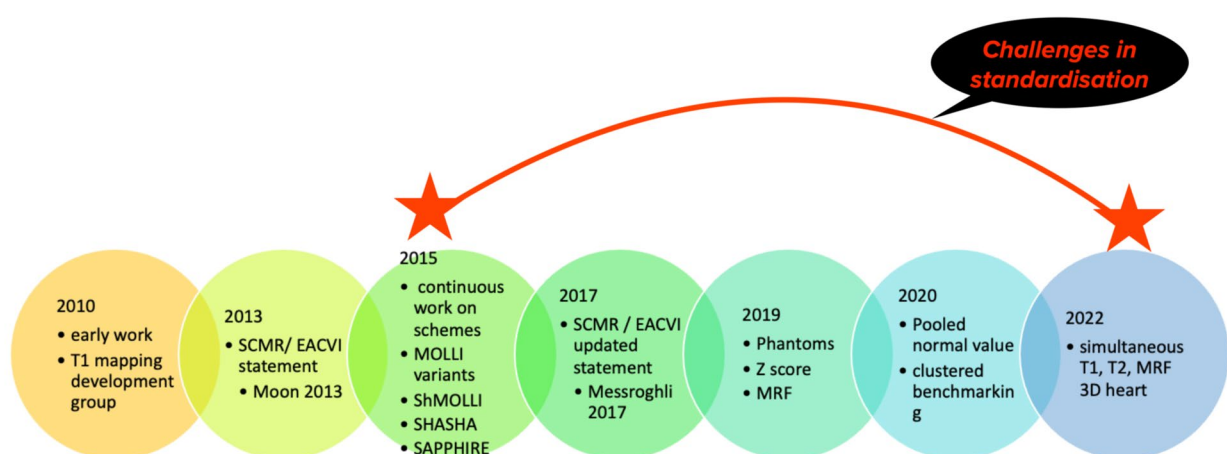 Challenges in
standardisation
2010
• early work
• T1 mapping
development
group
2013
• SCMR/ EACVI
statement
• Moon 2013
2015
• continuous
work on
schemes
• MOLLI
variants
• ShMOLLI
• SHASHA
• SAPPHIRE
2017
• SCMR / EACVI
updated
statement
• Messroghli
2017
2019
• Phantoms
• Z score
• MRF
2020
• Pooled
normal value
• clustered
benchmarkin
g
2022
• simultaneous
T1, T2, MRF
3D heart